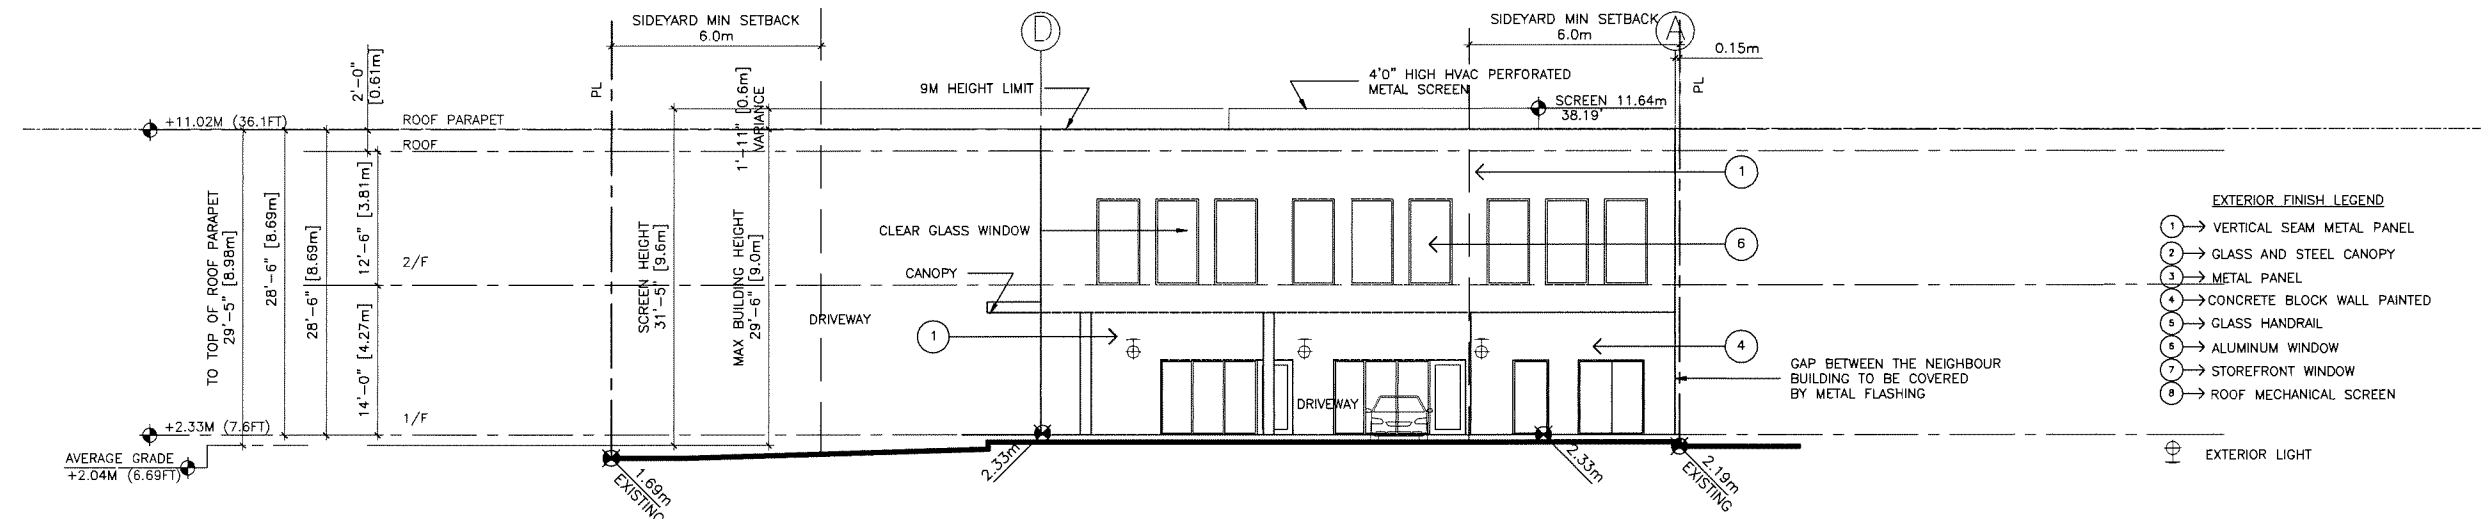 SIDEYARD MIN SETBACK
6.0m
D
SIDEYARD MIN SETBACK
6.0m
A
0.15m
PL
PL
2'-0"
[0.61m]
9M HEIGHT LIMIT
4'0" HIGH HVAC PERFORATED
METAL SCREEN
SCREEN 11.64m
38.19'
1'-11" [0.6m]
VARIANCE
+11.02M (36.1FT)
ROOF PARAPET
ROOF
TO TOP OF ROOF PARAPET
29'-5" [8.98m]
28'-6" [8.69m]
28'-6" [8.69m]
12'-6" [3.81m]
14'-0" [4.27m]
2/F
1/F
SCREEN HEIGHT
31'-5" [9.6m]
MAX BUILDING HEIGHT
29'-6" [9.0m]
DRIVEWAY
CLEAR GLASS WINDOW
CANOPY
1
1
6
4
DRIVEWAY
GAP BETWEEN THE NEIGHBOUR
BUILDING TO BE COVERED
BY METAL FLASHING
+2.33M (7.6FT)
AVERAGE GRADE
+2.04M (6.69FT)
1.69m
EXISTING
2.33m
2.33m
2.19m
EXISTING
EXTERIOR FINISH LEGEND
1 VERTICAL SEAM METAL PANEL
2 GLASS AND STEEL CANOPY
3 METAL PANEL
4 CONCRETE BLOCK WALL PAINTED
5 GLASS HANDRAIL
6 ALUMINUM WINDOW
7 STOREFRONT WINDOW
8 ROOF MECHANICAL SCREEN
EXTERIOR LIGHT